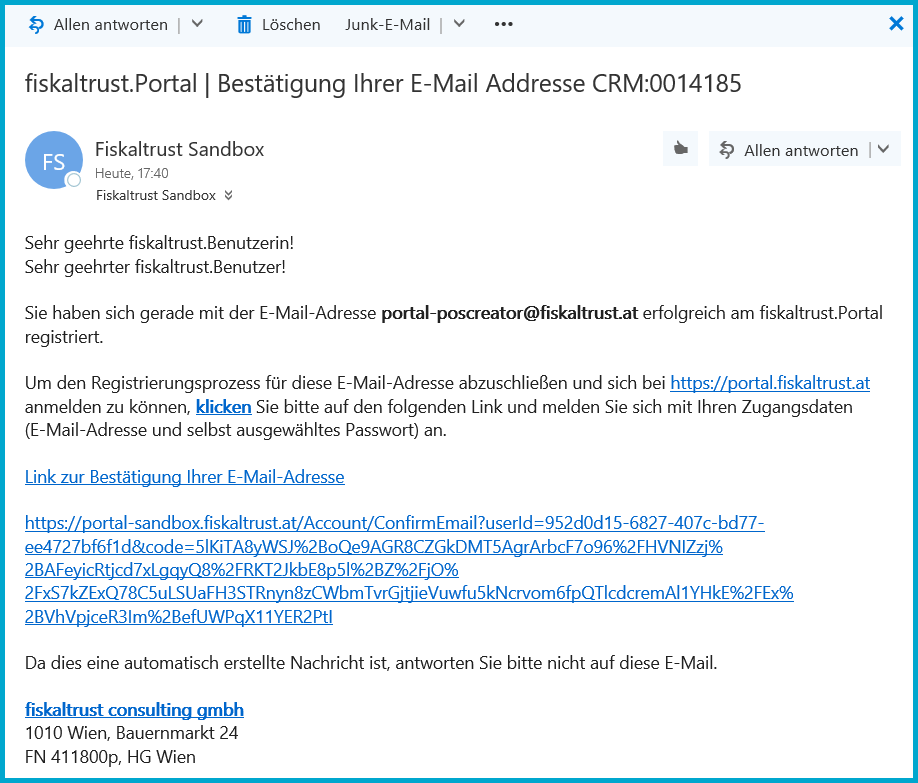 Allen antworten | Löschen Junk-E-Mail | •••
fiskaltrust.Portal | Bestätigung Ihrer E-Mail Addresse CRM:0014185
FS
Fiskaltrust Sandbox
Allen antworten |
Heute, 17:40
Fiskaltrust Sandbox
Sehr geehrte fiskaltrust.Benutzerin!
Sehr geehrter fiskaltrust.Benutzer!
Sie haben sich gerade mit der E-Mail-Adresse portal-poscreator@fiskaltrust.at erfolgreich am fiskaltrust.Portal
registriert.
Um den Registrierungsprozess für diese E-Mail-Adresse abzuschließen und sich bei https://portal.fiskaltrust.at
anmelden zu können, klicken Sie bitte auf den folgenden Link und melden Sie sich mit Ihren Zugangsdaten
(E-Mail-Adresse und selbst ausgewähltes Passwort) an.
Link zur Bestätigung Ihrer E-Mail-Adresse
https://portal-sandbox.fiskaltrust.at/Account/ConfirmEmail?userId=952d0d15-6827-407c-bd77-
ee4727bf6f1d&code=5lKiTA8yWSJ%2BoQe9AGR8CZGkDMT5AgrArbcF7o96%2FHVNIZzj%
2BAFeyicRtjcd7xLgqyQ8%2FRKT2JkbE8p5l%2BZ%2FjO%
2FxS7kZExQ78C5uLSUaFH3STRnyn8zCWbmTvrGjtjieVuwfu5kNcrvom6fpQTlcdcremAl1YHkE%2FEx%
2BVhVpjceR3Im%2BefUWPqX11YER2PtI
Da dies eine automatisch erstellte Nachricht ist, antworten Sie bitte nicht auf diese E-Mail.
fiskaltrust consulting gmbh
1010 Wien, Bauernmarkt 24
FN 411800p, HG Wien